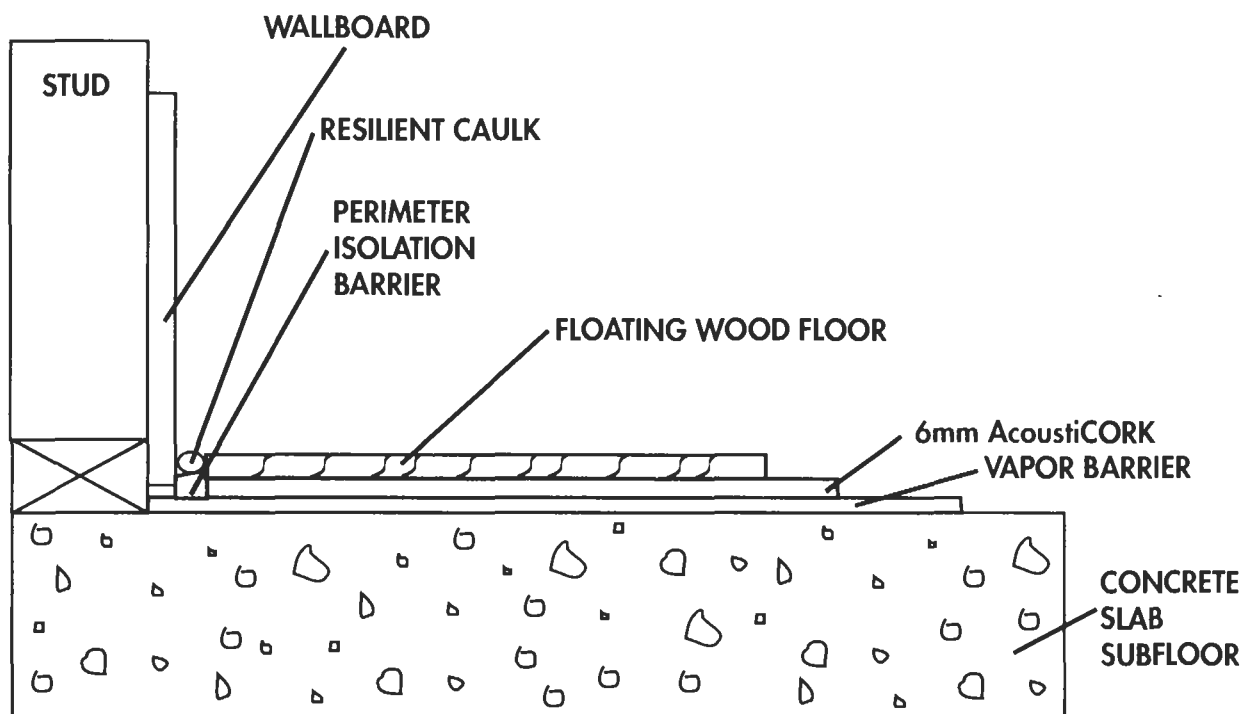 WALLBOARD
STUD
RESILIENT CAULK
PERIMETER
ISOLATION
BARRIER
FLOATING WOOD FLOOR
6mm AcoustiCORK
VAPOR BARRIER
CONCRETE
SLAB
SUBFLOOR